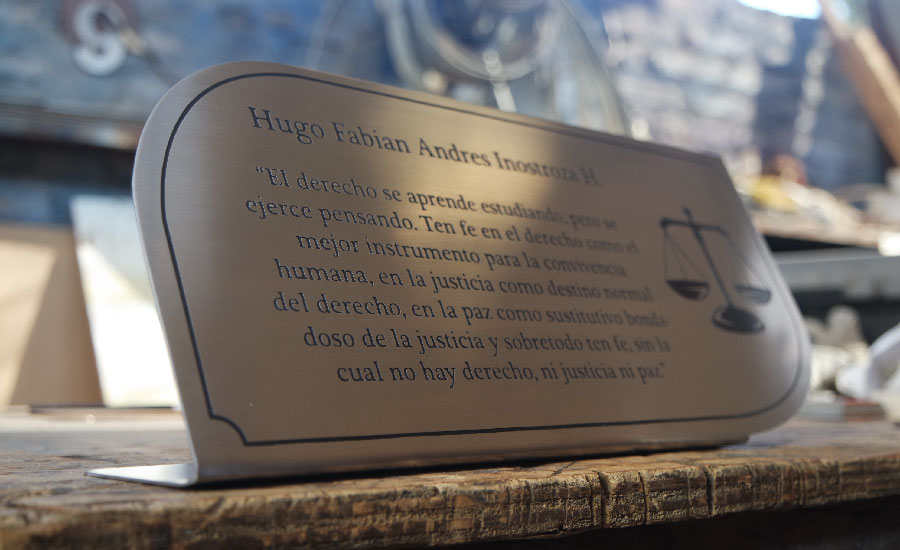 Hugo Fabian Andres Inostroza H.
“El derecho se aprende estudiando, pero se
ejerce pensando. Ten fe en el derecho como el
mejor instrumento para la convivencia
humana, en la justicia como destino normal
del derecho, en la paz como sustitutivo bonda-
doso de la justicia y sobretodo ten fe, sin la
cual no hay derecho, ni justicia ni paz.”
S